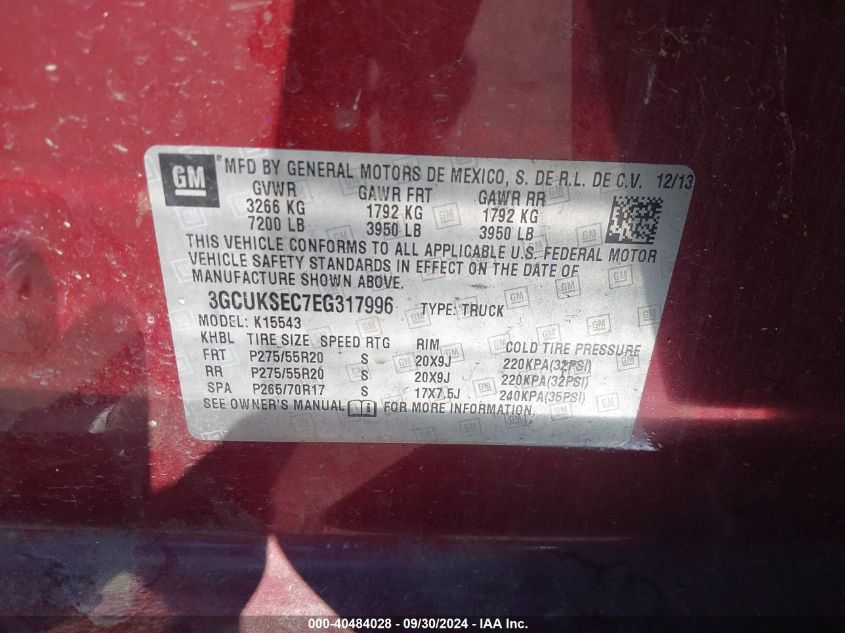 GM
MFD BY GENERAL MOTORS DE MEXICO, S. DE R.L. DE C.V. 12/13
GVWR GAWR FRT GAWR RR
3266 KG 1792 KG 1792 KG
7200 LB 3950 LB 3950 LB
THIS VEHICLE CONFORMS TO ALL APPLICABLE U.S. FEDERAL MOTOR
VEHICLE SAFETY STANDARDS IN EFFECT ON THE DATE OF
MANUFACTURE SHOWN ABOVE.
3GCUKSEC7EG317996 TYPE: TRUCK
MODEL: K15543
KHBL TIRE SIZE SPEED RTG RIM COLD TIRE PRESSURE
FRT P275/55R20 S 20X9J 220KPA(32PSI)
RR P275/55R20 S 20X9J 220KPA(32PSI)
SPA P265/70R17 S 17X7.5J 240KPA(35PSI)
SEE OWNER'S MANUAL FOR MORE INFORMATION.
000-40484028 - 09/30/2024 - IAA Inc.